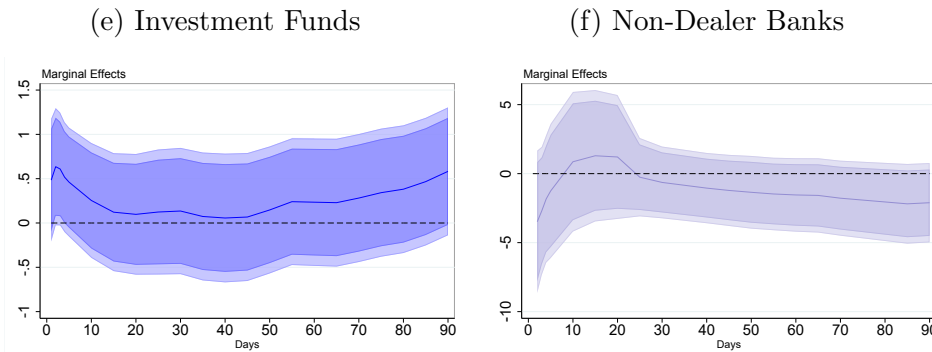 (e) Investment Funds
Marginal Effects
1.5
1
.5
0
-.5
-1
0 10 20 30 40 50 60 70 80 90
Days
(f) Non-Dealer Banks
Marginal Effects
5
0
-5
-10
0 10 20 30 40 50 60 70 80 90
Days